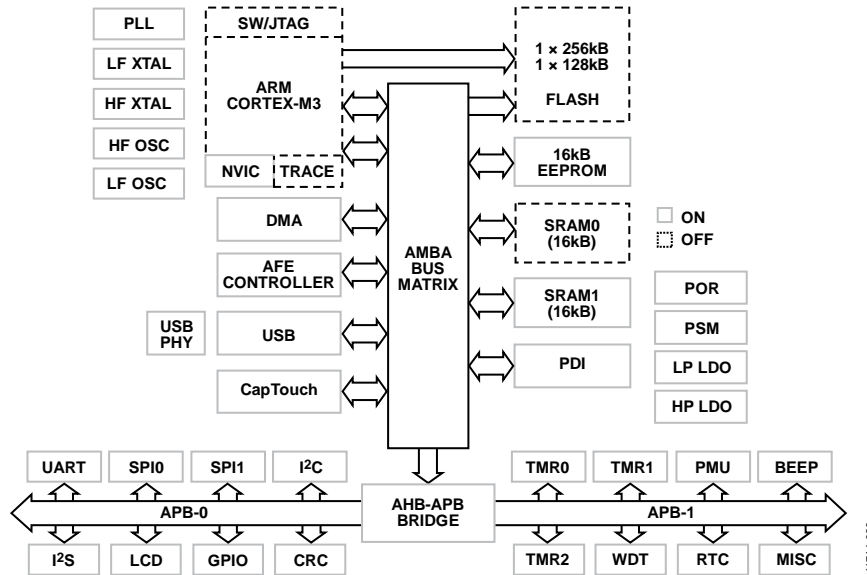 PLL
LF XTAL
HF XTAL
HF OSC
LF OSC
SW/JTAG
ARM
CORTEX-M3
NVIC
TRACE
DMA
AFE
CONTROLLER
USB
PHY
USB
CapTouch
AMBA
BUS
MATRIX
1 × 256kB
1 × 128kB
FLASH
16kB
EEPROM
SRAM0
(16kB)
SRAM1
(16kB)
PDI
ON
OFF
POR
PSM
LP LDO
HP LDO
UART
SPI0
SPI1
I²C
TMR0
TMR1
PMU
BEEP
APB-0
AHB-APB
BRIDGE
APB-1
I²S
LCD
GPIO
CRC
TMR2
WDT
RTC
MISC